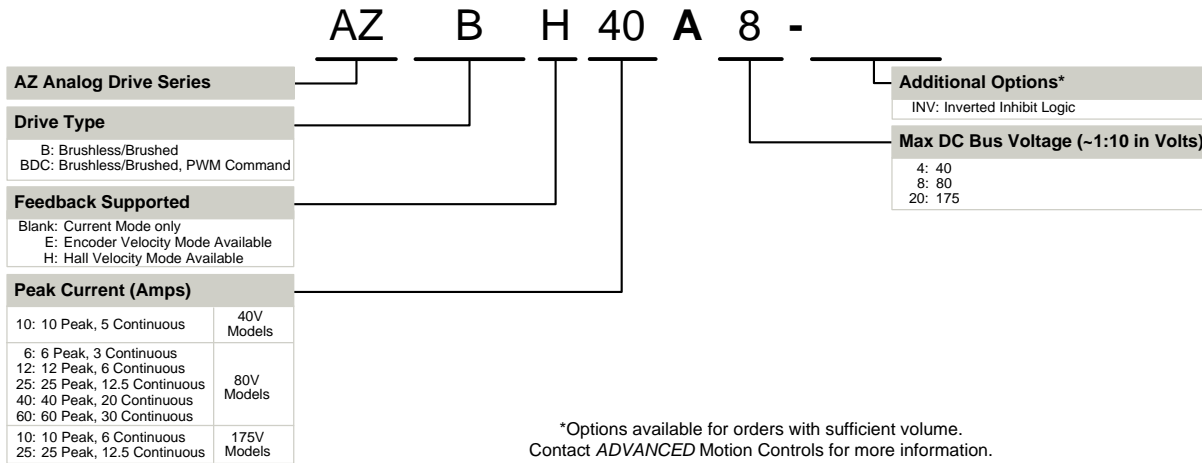 AZ B H 40 A 8 -
AZ Analog Drive Series
Drive Type
B: Brushless/Brushed
BDC: Brushless/Brushed, PWM Command
Feedback Supported
Blank: Current Mode only
E: Encoder Velocity Mode Available
H: Hall Velocity Mode Available
Peak Current (Amps)
10: 10 Peak, 5 Continuous
40V
Models
6: 6 Peak, 3 Continuous
12: 12 Peak, 6 Continuous
25: 25 Peak, 12.5 Continuous
40: 40 Peak, 20 Continuous
60: 60 Peak, 30 Continuous
80V
Models
10: 10 Peak, 6 Continuous
25: 25 Peak, 12.5 Continuous
175V
Models
Additional Options*
INV: Inverted Inhibit Logic
Max DC Bus Voltage (~1:10 in Volts)
4: 40
8: 80
20: 175
*Options available for orders with sufficient volume.
Contact ADVANCED Motion Controls for more information.